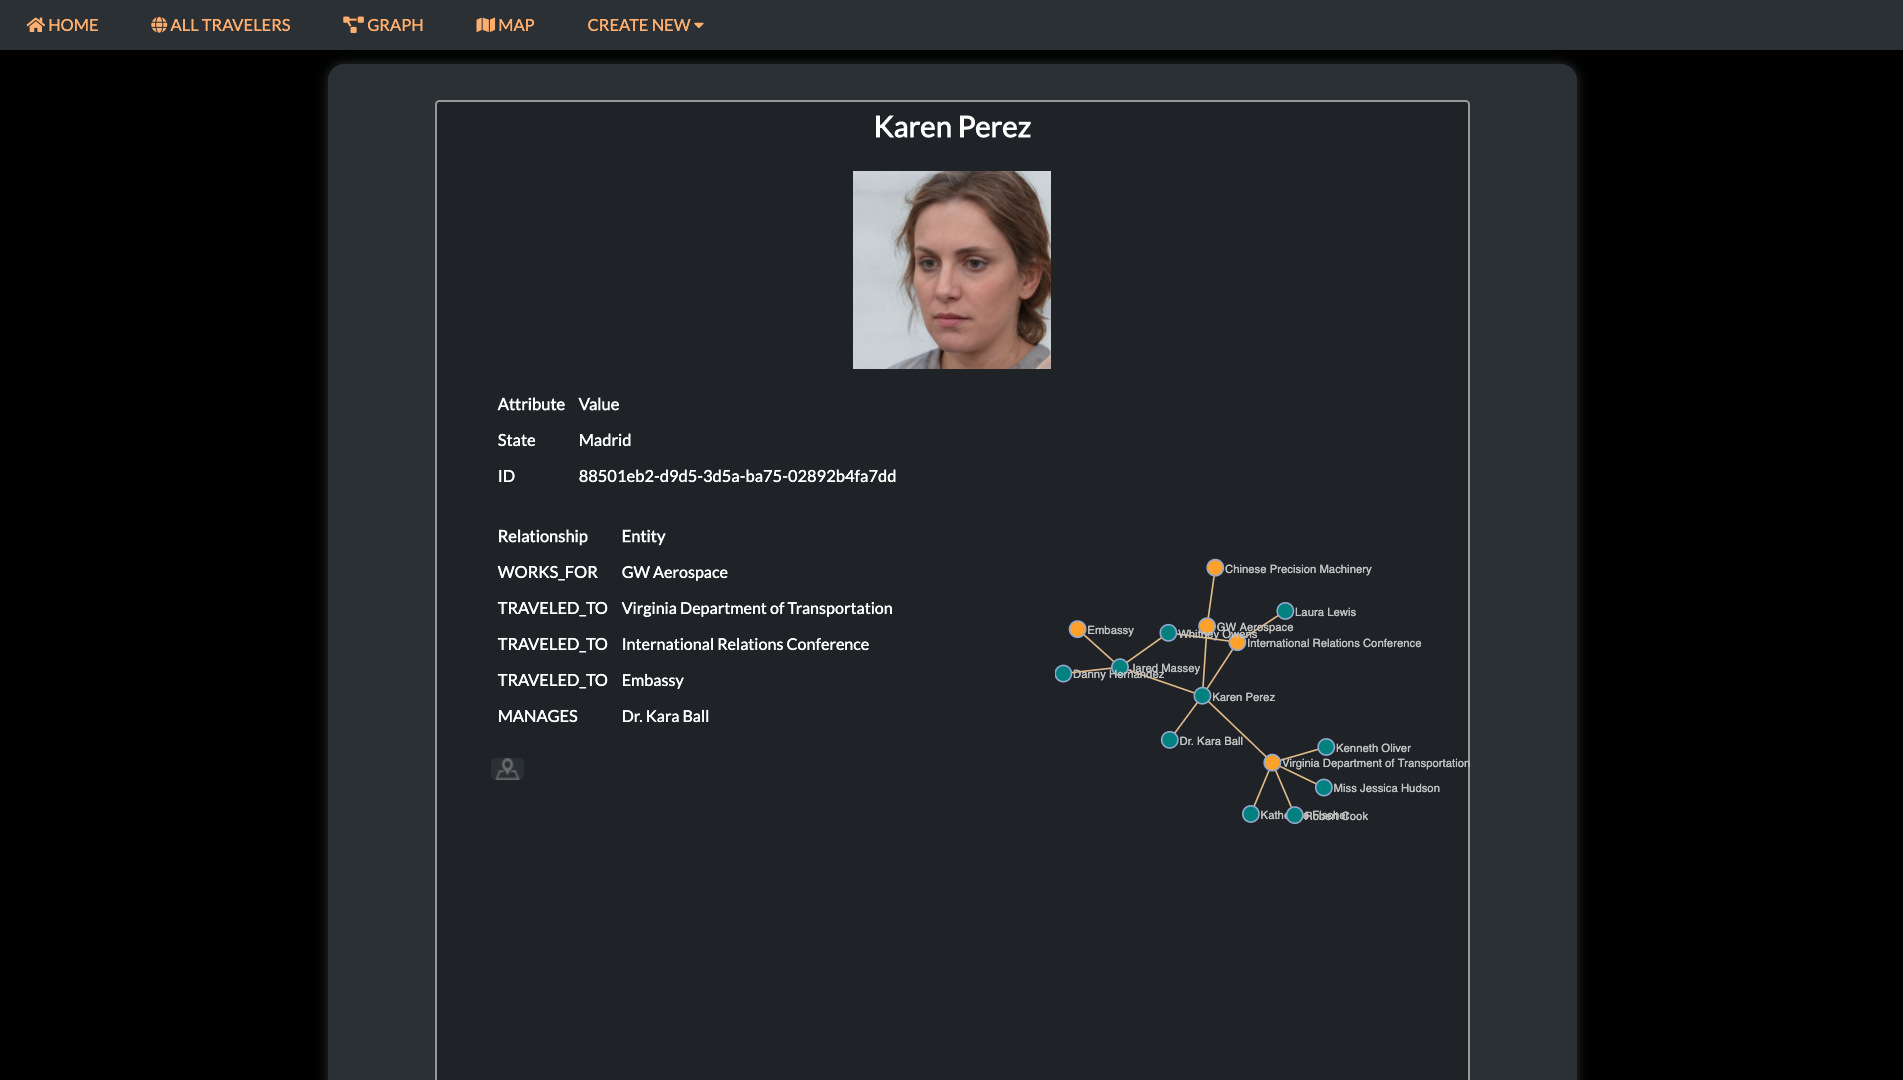 HOME ALL TRAVELERS GRAPH MAP CREATE NEW
Karen Perez
Attribute Value
State Madrid
ID 88501eb2-d9d5-3d5a-ba75-02892b4fa7dd
Relationship Entity
WORKS_FOR GW Aerospace
TRAVELED_TO Virginia Department of Transportation
TRAVELED_TO International Relations Conference
TRAVELED_TO Embassy
MANAGES Dr. Kara Ball
Chinese Precision Machinery
Laura Lewis
GW Aerospace
Embassy
Whitney Owens
International Relations Conference
Jared Massey
Danny Hernandez
Karen Perez
Dr. Kara Ball
Kenneth Oliver
Virginia Department of Transportation
Miss Jessica Hudson
Fischer
Robert Cook